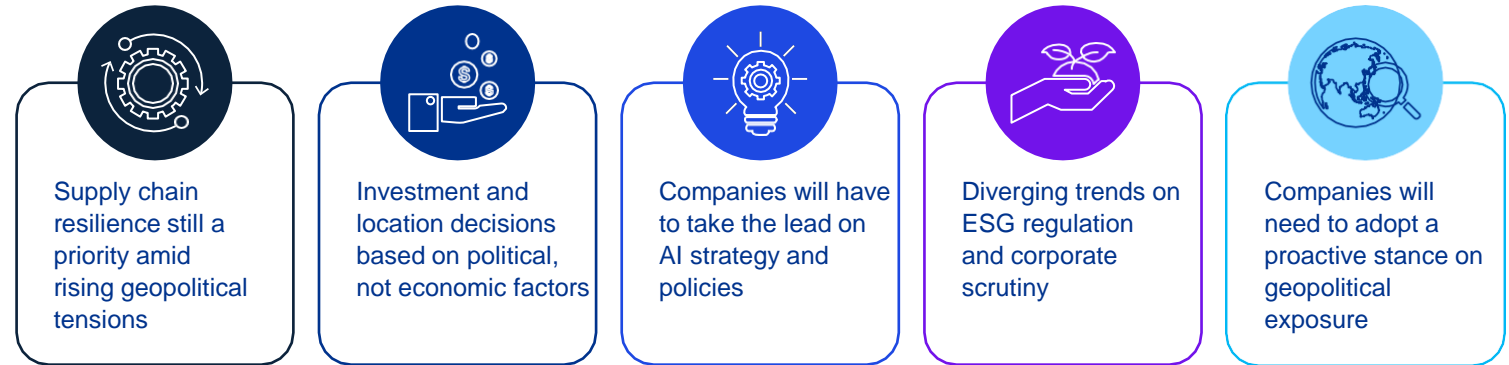 Supply chain
resilience still a
priority amid
rising geopolitical
tensions
Investment and
location decisions
based on political,
not economic factors
Companies will have
to take the lead on
AI strategy and
policies
Diverging trends on
ESG regulation
and corporate
scrutiny
Companies will
need to adopt a
proactive stance on
geopolitical
exposure